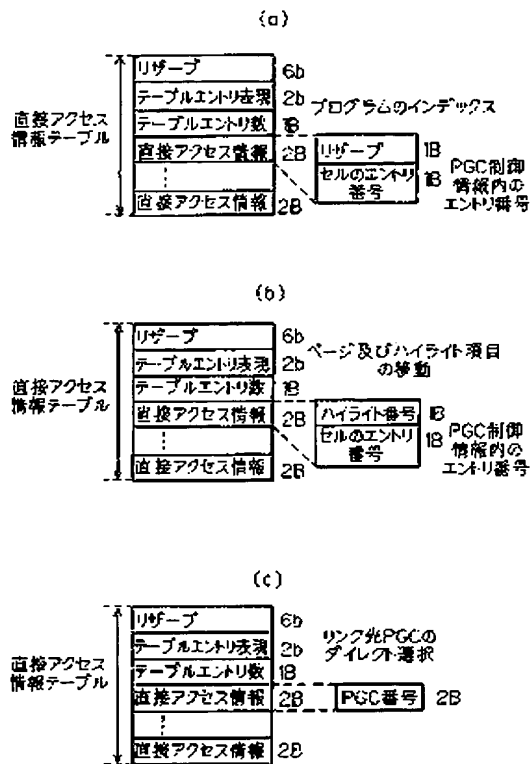 (a)
直接アクセス
情報テーブル
リザーブ 6b
テーブルエントリ表現 2b
テーブルエントリ数 1B
直接アクセス情報 2B
直接アクセス情報 2B
プログラムのインデックス
リザーブ 1B
セルのエントリ
番号 1B
PGC制御
情報内の
エントリ番号
(b)
直接アクセス
情報テーブル
リザーブ 6b
テーブルエントリ表現 2b
テーブルエントリ数 1B
直接アクセス情報 2B
直接アクセス情報 2B
ページ及びハイライト項目
の移動
ハイライト番号 1B
セルのエントリ
番号 1B
PGC制御
情報内の
エントリ番号
(c)
直接アクセス
情報テーブル
リザーブ 6b
テーブルエントリ表現 2b
テーブルエントリ数 1B
直接アクセス情報 2B
直接アクセス情報 2B
リンク先PGCの
ダイレクト選択
PGC番号 2B